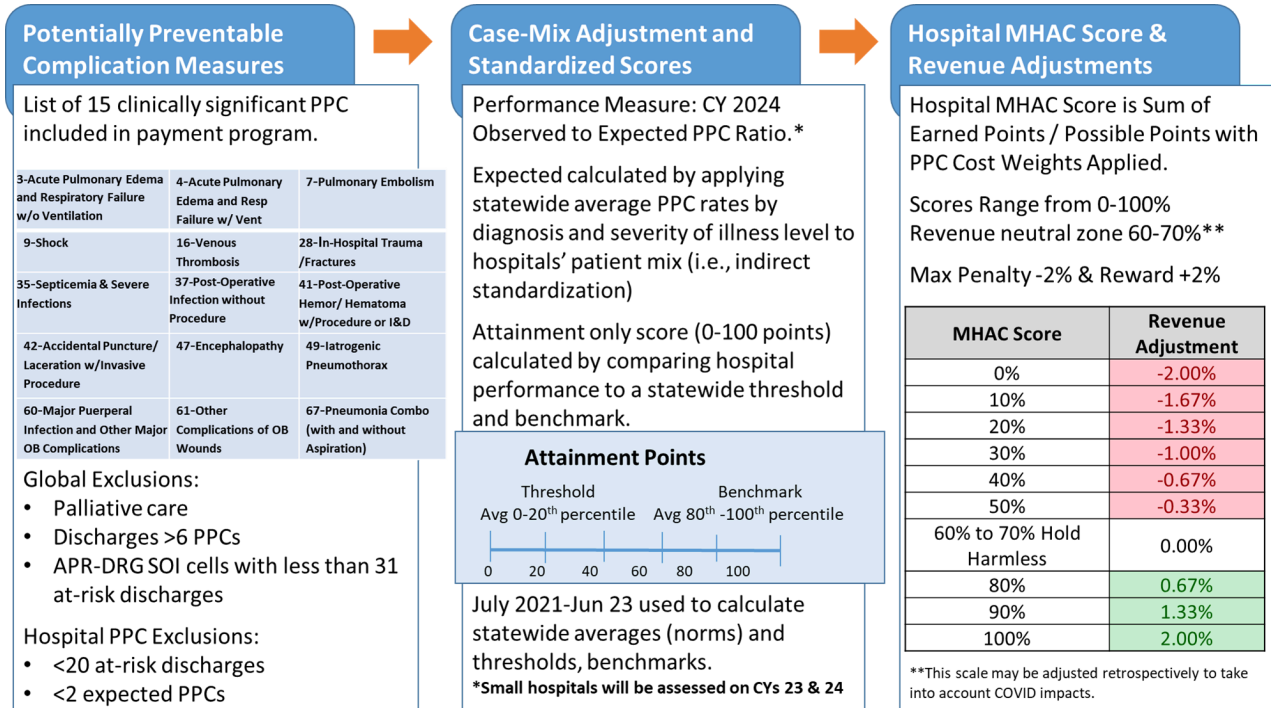 Potentially Preventable
Complication Measures
List of 15 clinically significant PPC
included in payment program.
3-Acute Pulmonary Edema
and Respiratory Failure
w/o Ventilation
4-Acute Pulmonary
Edema and Resp
Failure w/ Vent
7-Pulmonary Embolism
9-Shock
16-Venous
Thrombosis
28-In-Hospital Trauma
/Fractures
35-Septicemia & Severe
Infections
37-Post-Operative
Infection without
Procedure
41-Post-Operative
Hemor/ Hematoma
w/Procedure or I&D
42-Accidental Puncture/
Laceration w/Invasive
Procedure
47-Encephalopathy
49-Iatrogenic
Pneumothorax
60-Major Puerperal
Infection and Other Major
OB Complications
61-Other
Complications of OB
Wounds
67-Pneumonia Combo
(with and without
Aspiration)
Global Exclusions:
• Palliative care
• Discharges >6 PPCs
• APR-DRG SOI cells with less than 31
at-risk discharges
Hospital PPC Exclusions:
• <20 at-risk discharges
• <2 expected PPCs
Case-Mix Adjustment and
Standardized Scores
Performance Measure: CY 2024
Observed to Expected PPC Ratio.*
Expected calculated by applying
statewide average PPC rates by
diagnosis and severity of illness level to
hospitals' patient mix (i.e., indirect
standardization)
Attainment only score (0-100 points)
calculated by comparing hospital
performance to a statewide threshold
and benchmark.
Attainment Points
Threshold
Avg 0-20th percentile
Benchmark
Avg 80th -100th percentile
0 20 40 60 80 100
July 2021-Jun 23 used to calculate
statewide averages (norms) and
thresholds, benchmarks.
*Small hospitals will be assessed on CYs 23 & 24
Hospital MHAC Score &
Revenue Adjustments
Hospital MHAC Score is Sum of
Earned Points / Possible Points with
PPC Cost Weights Applied.
Scores Range from 0-100%
Revenue neutral zone 60-70%**
Max Penalty -2% & Reward +2%
MHAC Score
Revenue
Adjustment
0% -2.00%
10% -1.67%
20% -1.33%
30% -1.00%
40% -0.67%
50% -0.33%
60% to 70% Hold
Harmless
0.00%
80% 0.67%
90% 1.33%
100% 2.00%
**This scale may be adjusted retrospectively to take
into account COVID impacts.